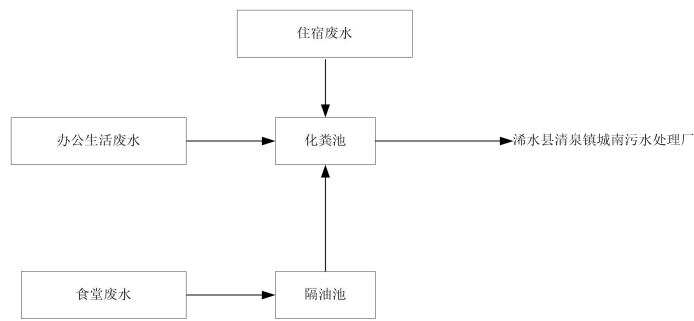 住宿废水
办公生活废水
化粪池
浠水县清泉镇城南污水处理厂
食堂废水
隔油池